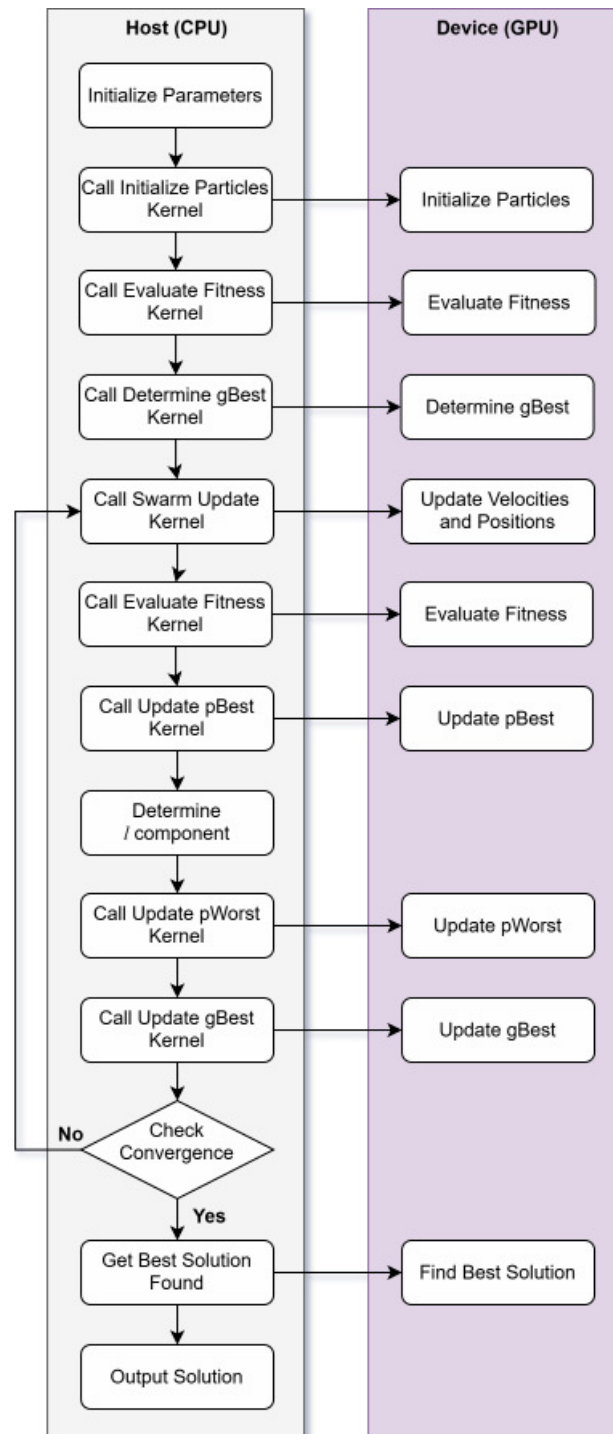 Host (CPU)
Device (GPU)
Initialize Parameters
Call Initialize Particles
Kernel
Initialize Particles
Call Evaluate Fitness
Kernel
Evaluate Fitness
Call Determine gBest
Kernel
Determine gBest
Call Swarm Update
Kernel
Update Velocities
and Positions
Call Evaluate Fitness
Kernel
Evaluate Fitness
Call Update pBest
Kernel
Update pBest
Determine
/ component
Call Update pWorst
Kernel
Update pWorst
Call Update gBest
Kernel
Update gBest
No
Check
Convergence
Yes
Get Best Solution
Found
Find Best Solution
Output Solution